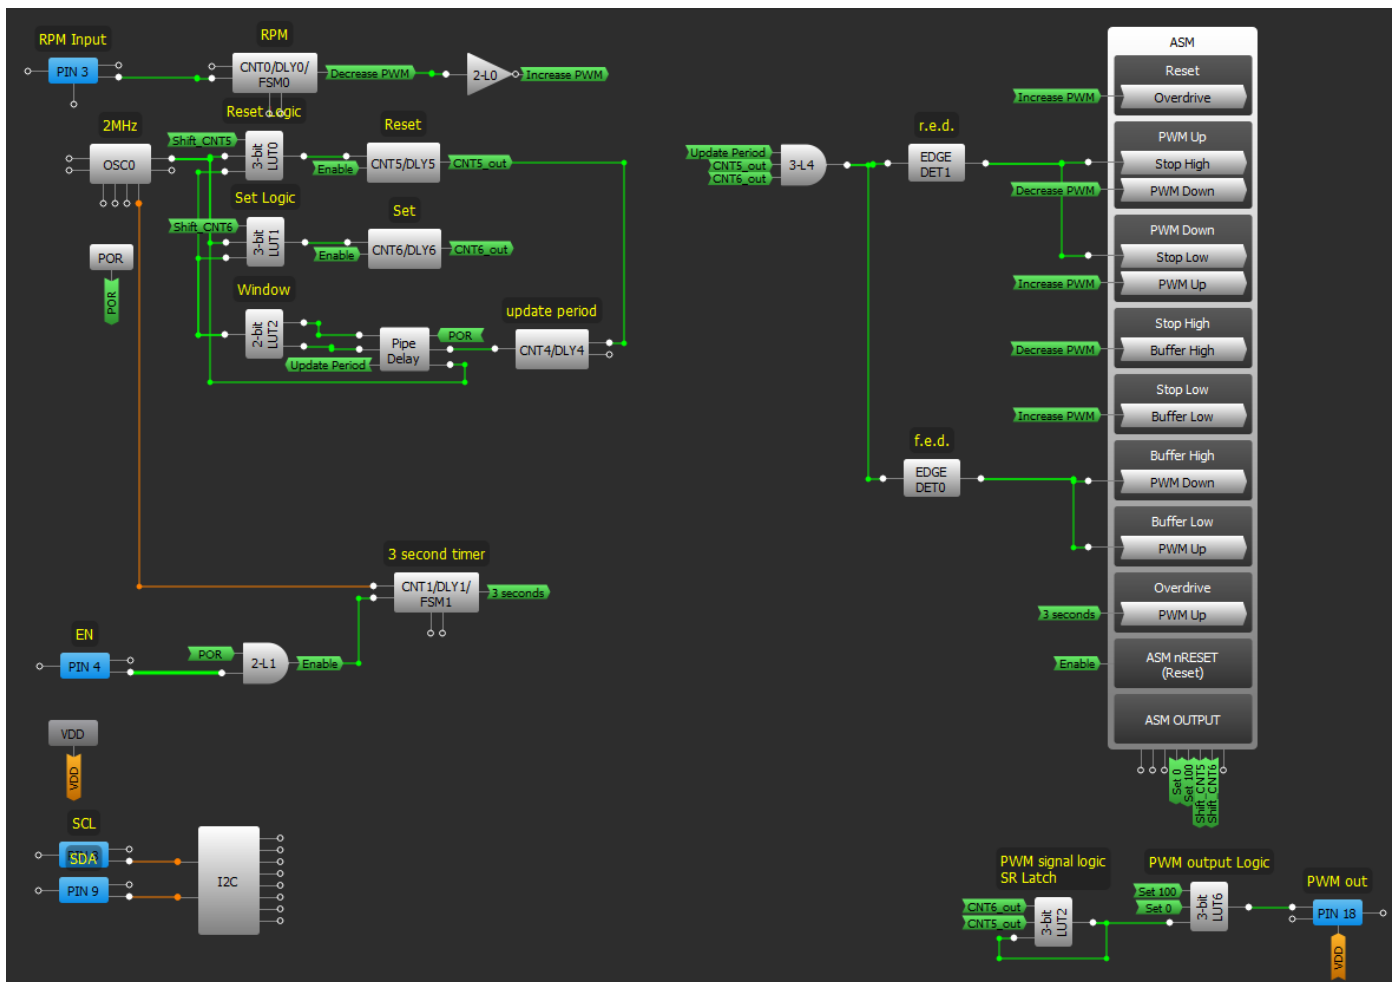 RPM Input
PIN 3
RPM
CNT0/DLY0/
FSM0
Decrease PWM
2-L0
Increase PWM
2MHz
OSC0
Reset Logic
Shift_CNT5
3-bit
LUT0
Reset
Enable
CNT5/DLY5
CNT5_out
Set Logic
Shift_CNT6
3-bit
LUT1
Set
Enable
CNT6/DLY6
CNT6_out
POR
POR
Window
2-bit
LUT2
Update Period
Pipe
Delay
POR
update period
CNT4/DLY4
3 second timer
CNT1/DLY1/
FSM1
3 seconds
EN
PIN 4
POR
2-L1
Enable
VDD
VDD
SCL
SDA
PIN 9
I2C
Update Period
CNT5_out
CNT6_out
3-L4
r.e.d.
EDGE
DET1
f.e.d.
EDGE
DET0
ASM
Reset
Increase PWM
Overdrive
PWM Up
Stop High
Decrease PWM
PWM Down
PWM Down
Stop Low
Increase PWM
PWM Up
Stop High
Decrease PWM
Buffer High
Stop Low
Increase PWM
Buffer Low
Buffer High
PWM Down
Buffer Low
PWM Up
Overdrive
3 seconds
PWM Up
Enable
ASM nRESET
(Reset)
ASM OUTPUT
Set 0
Set 100
Shift_CNT5
Shift_CNT6
PWM signal logic
SR Latch
CNT6_out
CNT5_out
3-bit
LUT2
PWM output Logic
Set 100
Set 0
3-bit
LUT6
PWM out
PIN 18
VDD